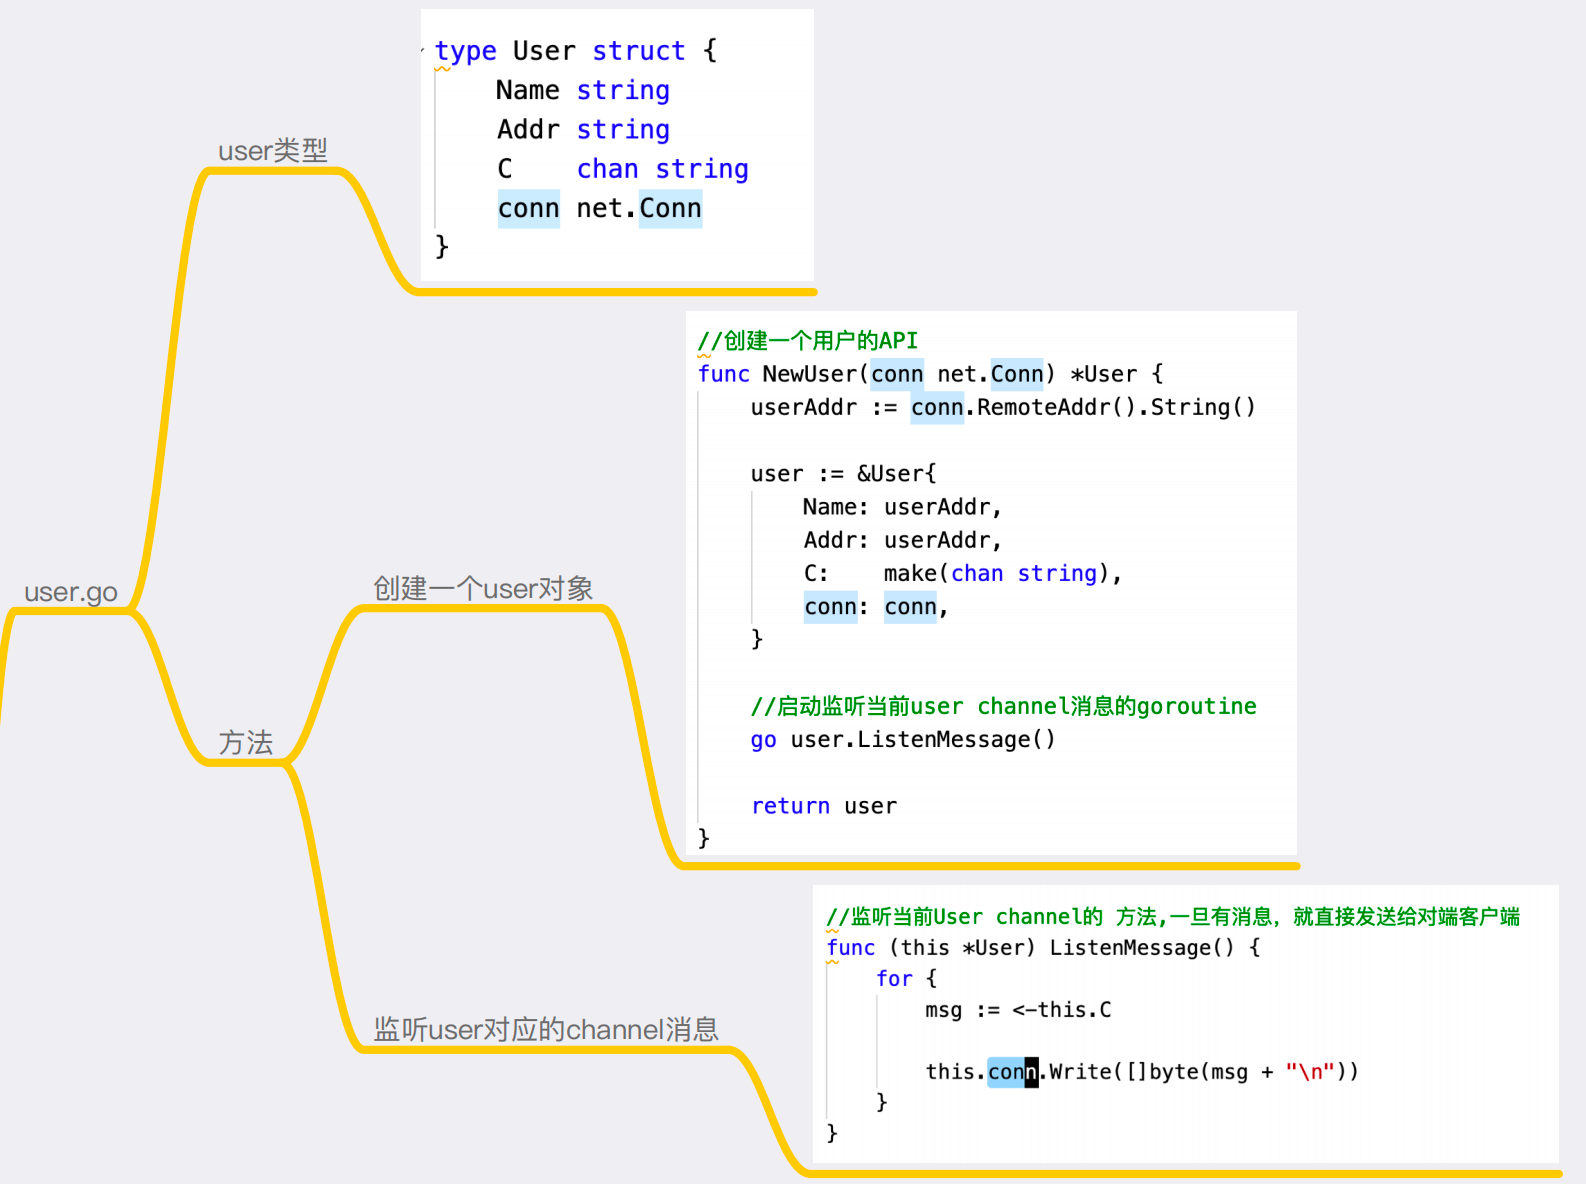 user.go
user类型
type User struct {
    Name string
    Addr string
    C    chan string
    conn net.Conn
}
方法
创建一个user对象
//创建一个用户的API
func NewUser(conn net.Conn) *User {
    userAddr := conn.RemoteAddr().String()
    user := &User{
        Name: userAddr,
        Addr: userAddr,
        C:    make(chan string),
        conn: conn,
    }
    //启动监听当前user channel消息的goroutine
    go user.ListenMessage()
    return user
}
监听user对应的channel消息
//监听当前User channel的 方法,一旦有消息，就直接发送给对端客户端
func (this *User) ListenMessage() {
    for {
        msg := <-this.C
        this.conn.Write([]byte(msg + "\n"))
    }
}